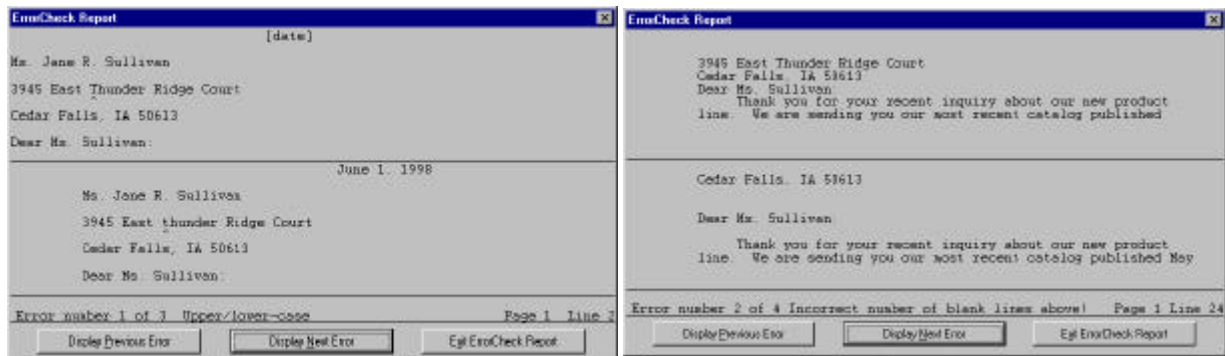 ErrorCheck Report
[date]
Ms. Jane R. Sullivan
3945 East Thunder Ridge Court
Cedar Falls, IA 50613
Dear Ms. Sullivan:
June 1, 1998
Ms. Jane R. Sullivan
3945 East thunder Ridge Court
Cedar Falls, IA 50613
Dear Ms. Sullivan:
Error number 1 of 3 Upper/lower-case Page 1 Line 2
Display Previous Error Display Next Error Exit ErrorCheck Report
ErrorCheck Report
3945 East Thunder Ridge Court
Cedar Falls, IA 50613
Dear Ms. Sullivan
Thank you for your recent inquiry about our new product
line. We are sending you our most recent catalog published
Cedar Falls, IA 50613
Dear Ms. Sullivan
Thank you for your recent inquiry about our new product
line. We are sending you our most recent catalog published May
Error number 2 of 4 Incorrect number of blank lines above! Page 1 Line 24
Display Previous Error Display Next Error Exit ErrorCheck Report